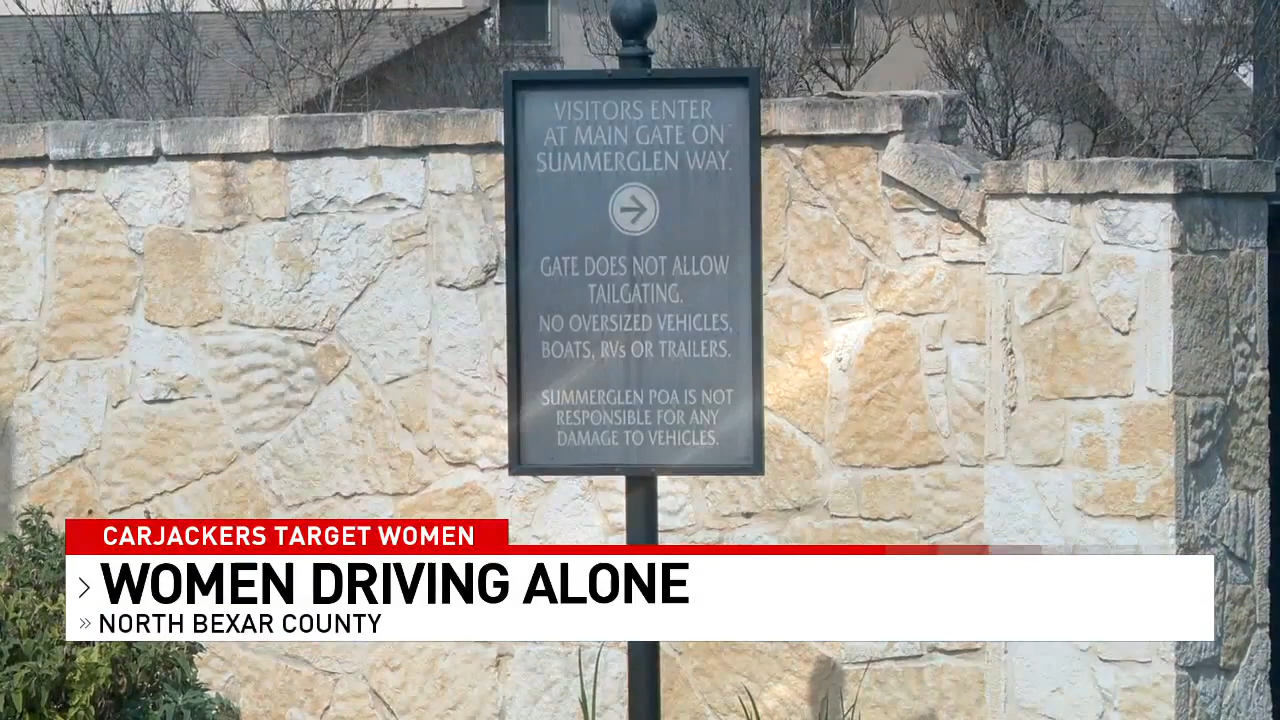 VISITORS ENTER
AT MAIN GATE ON
SUMMERGLEN WAY.
GATE DOES NOT ALLOW
TAILGATING.
NO OVERSIZED VEHICLES,
BOATS, RVs OR TRAILERS.
SUMMERGLEN POA IS NOT
RESPONSIBLE FOR ANY
DAMAGE TO VEHICLES.
CARJACKERS TARGET WOMEN
WOMEN DRIVING ALONE
NORTH BEXAR COUNTY